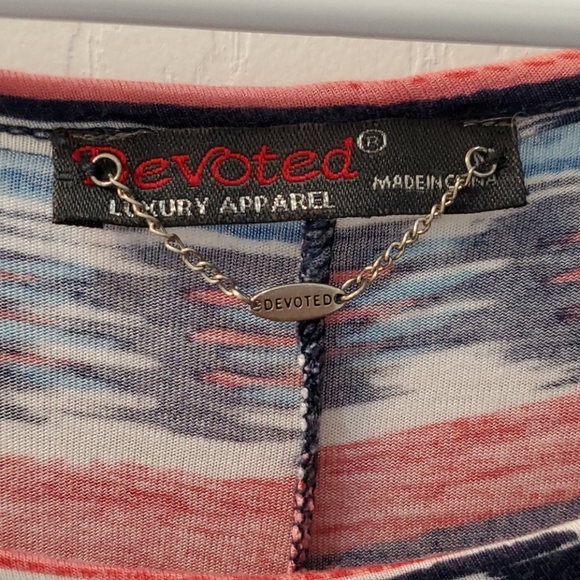 Devoted®
MADE IN CHINA
LUXURY APPAREL
DEVOTED